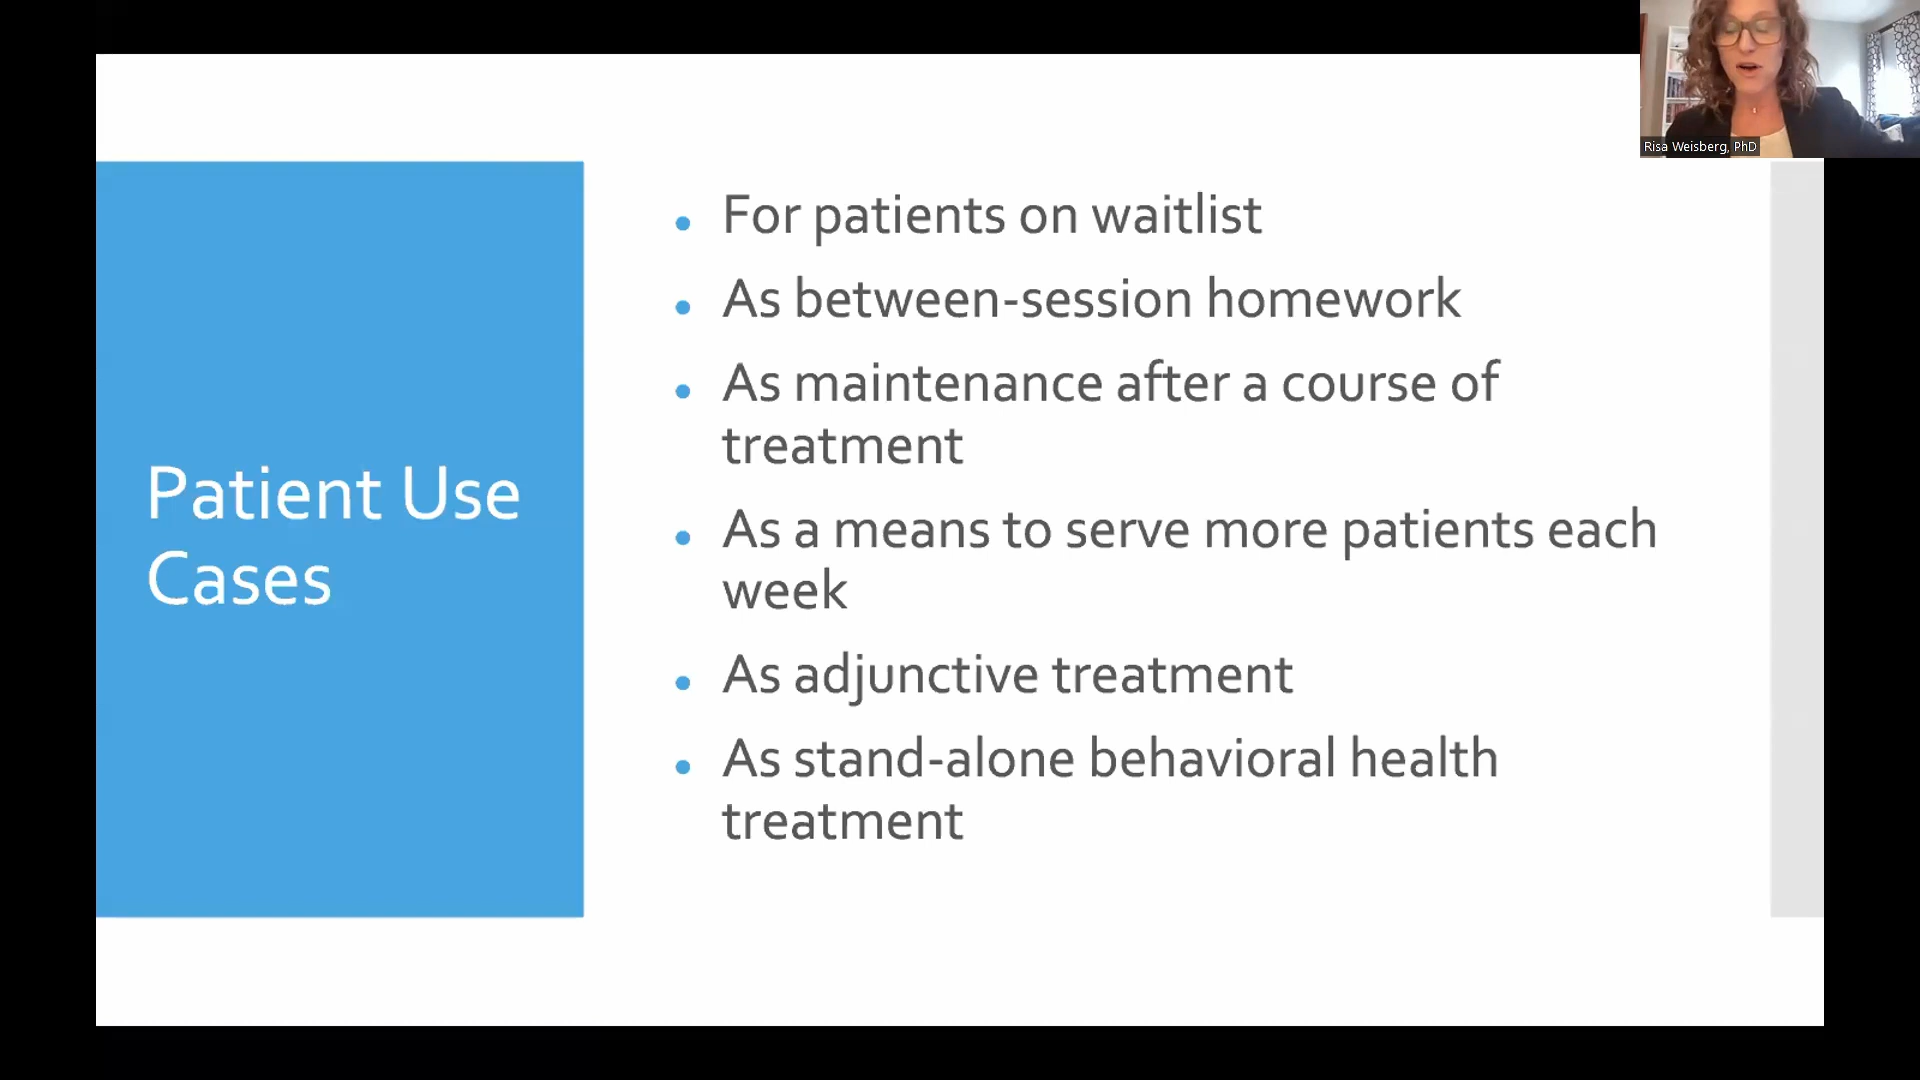 Risa Weisberg, PhD
Patient Use
Cases
• For patients on waitlist
• As between-session homework
• As maintenance after a course of
treatment
• As a means to serve more patients each
week
• As adjunctive treatment
• As stand-alone behavioral health
treatment